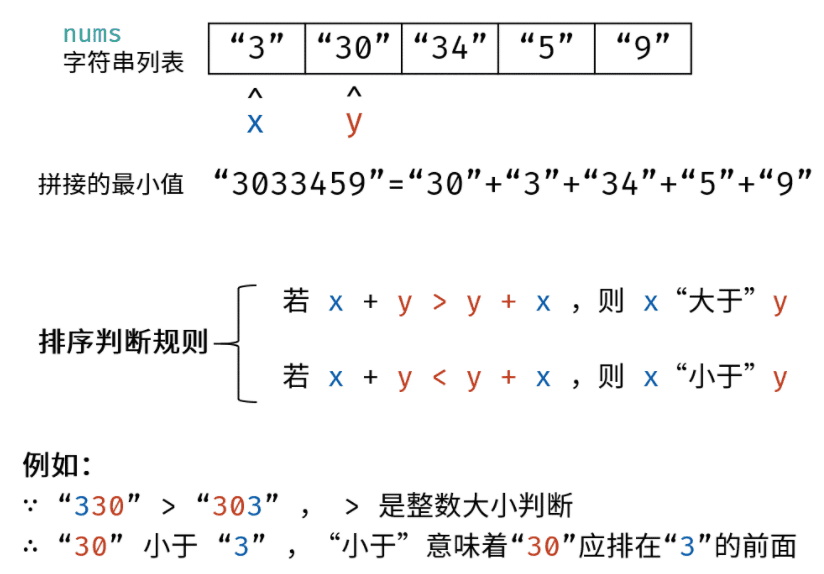 nums
字符串列表
“3” “30” “34” “5” “9”
^ ^
x y
拼接的最小值 “3033459”=“30”+“3”+“34”+“5”+“9”
若 x + y > y + x ，则 x “大于” y
排序判断规则
若 x + y < y + x ，则 x “小于” y
例如：
∵ “330” > “303” ， > 是整数大小判断
∴ “30” 小于 “3” ， “小于” 意味着“30”应排在“3”的前面